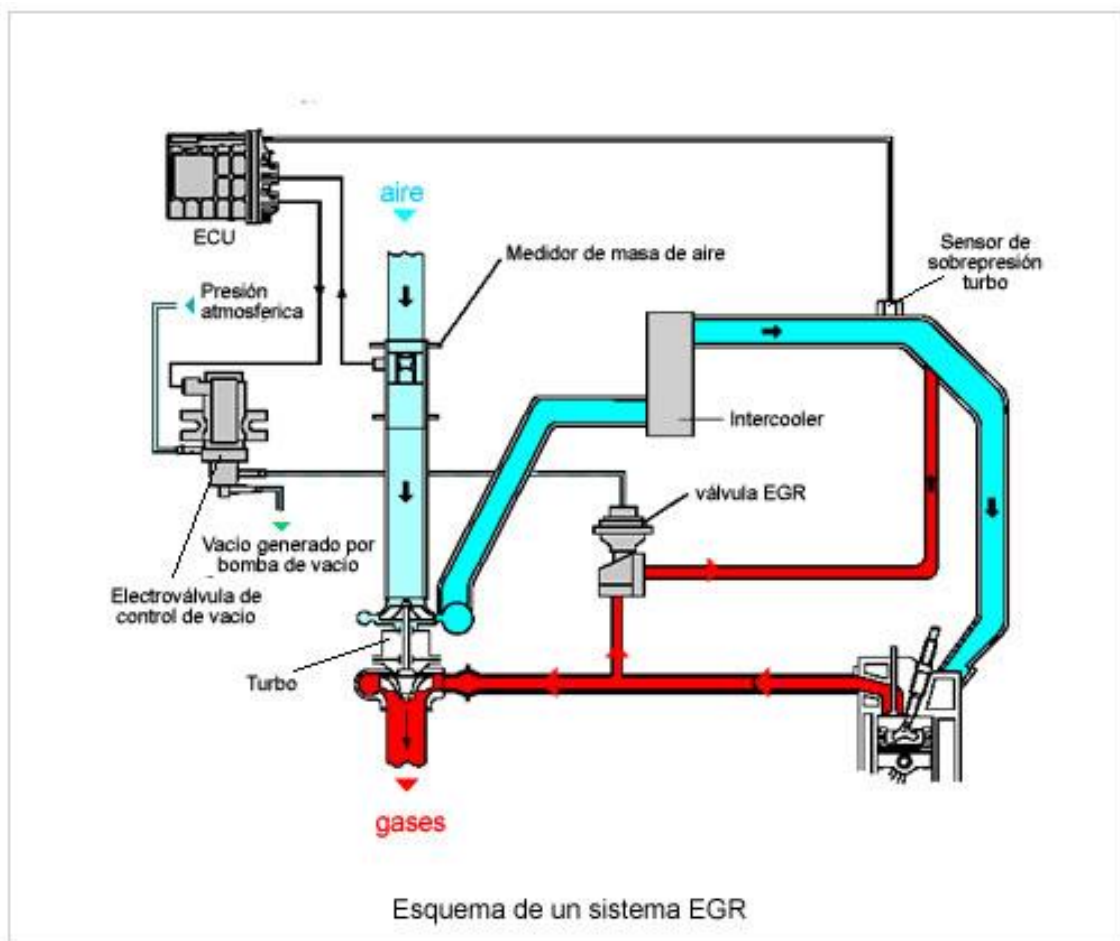 ECU
aire
Medidor de masa de aire
Sensor de
sobrepresión
turbo
Presión
atmosferica
Intercooler
válvula EGR
Vacio generado por
bomba de vacio
Electroválvula de
control de vacio
Turbo
gases
Esquema de un sistema EGR